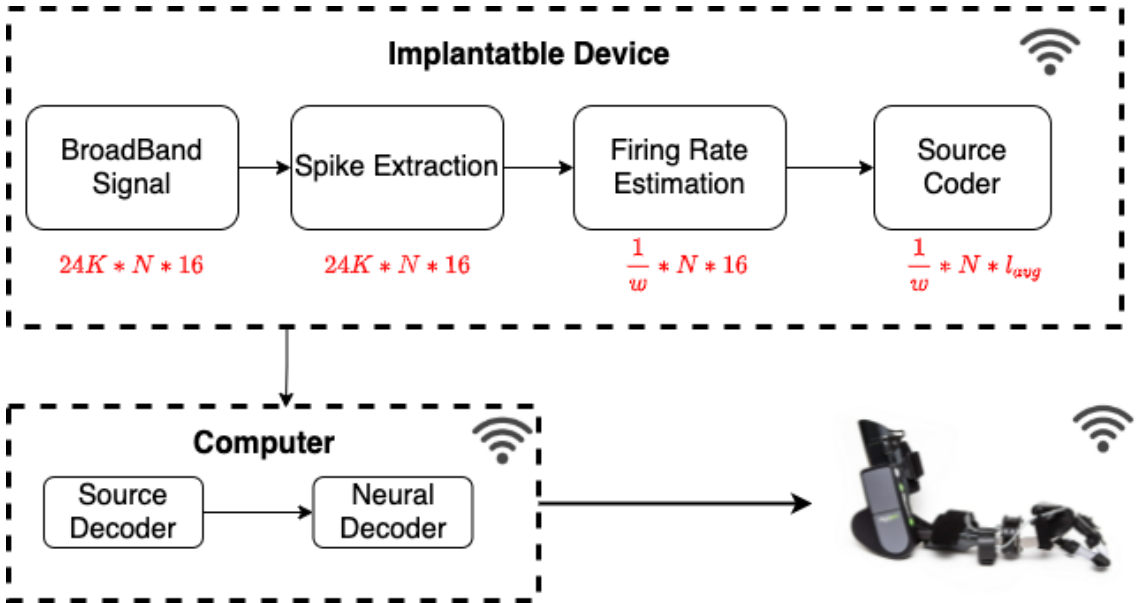 Implantatble Device
BroadBand
Signal
Spike Extraction
Firing Rate
Estimation
Source
Coder
24K * N * 16
24K * N * 16
1/w * N * 16
1/w * N * l_avg
Computer
Source
Decoder
Neural
Decoder